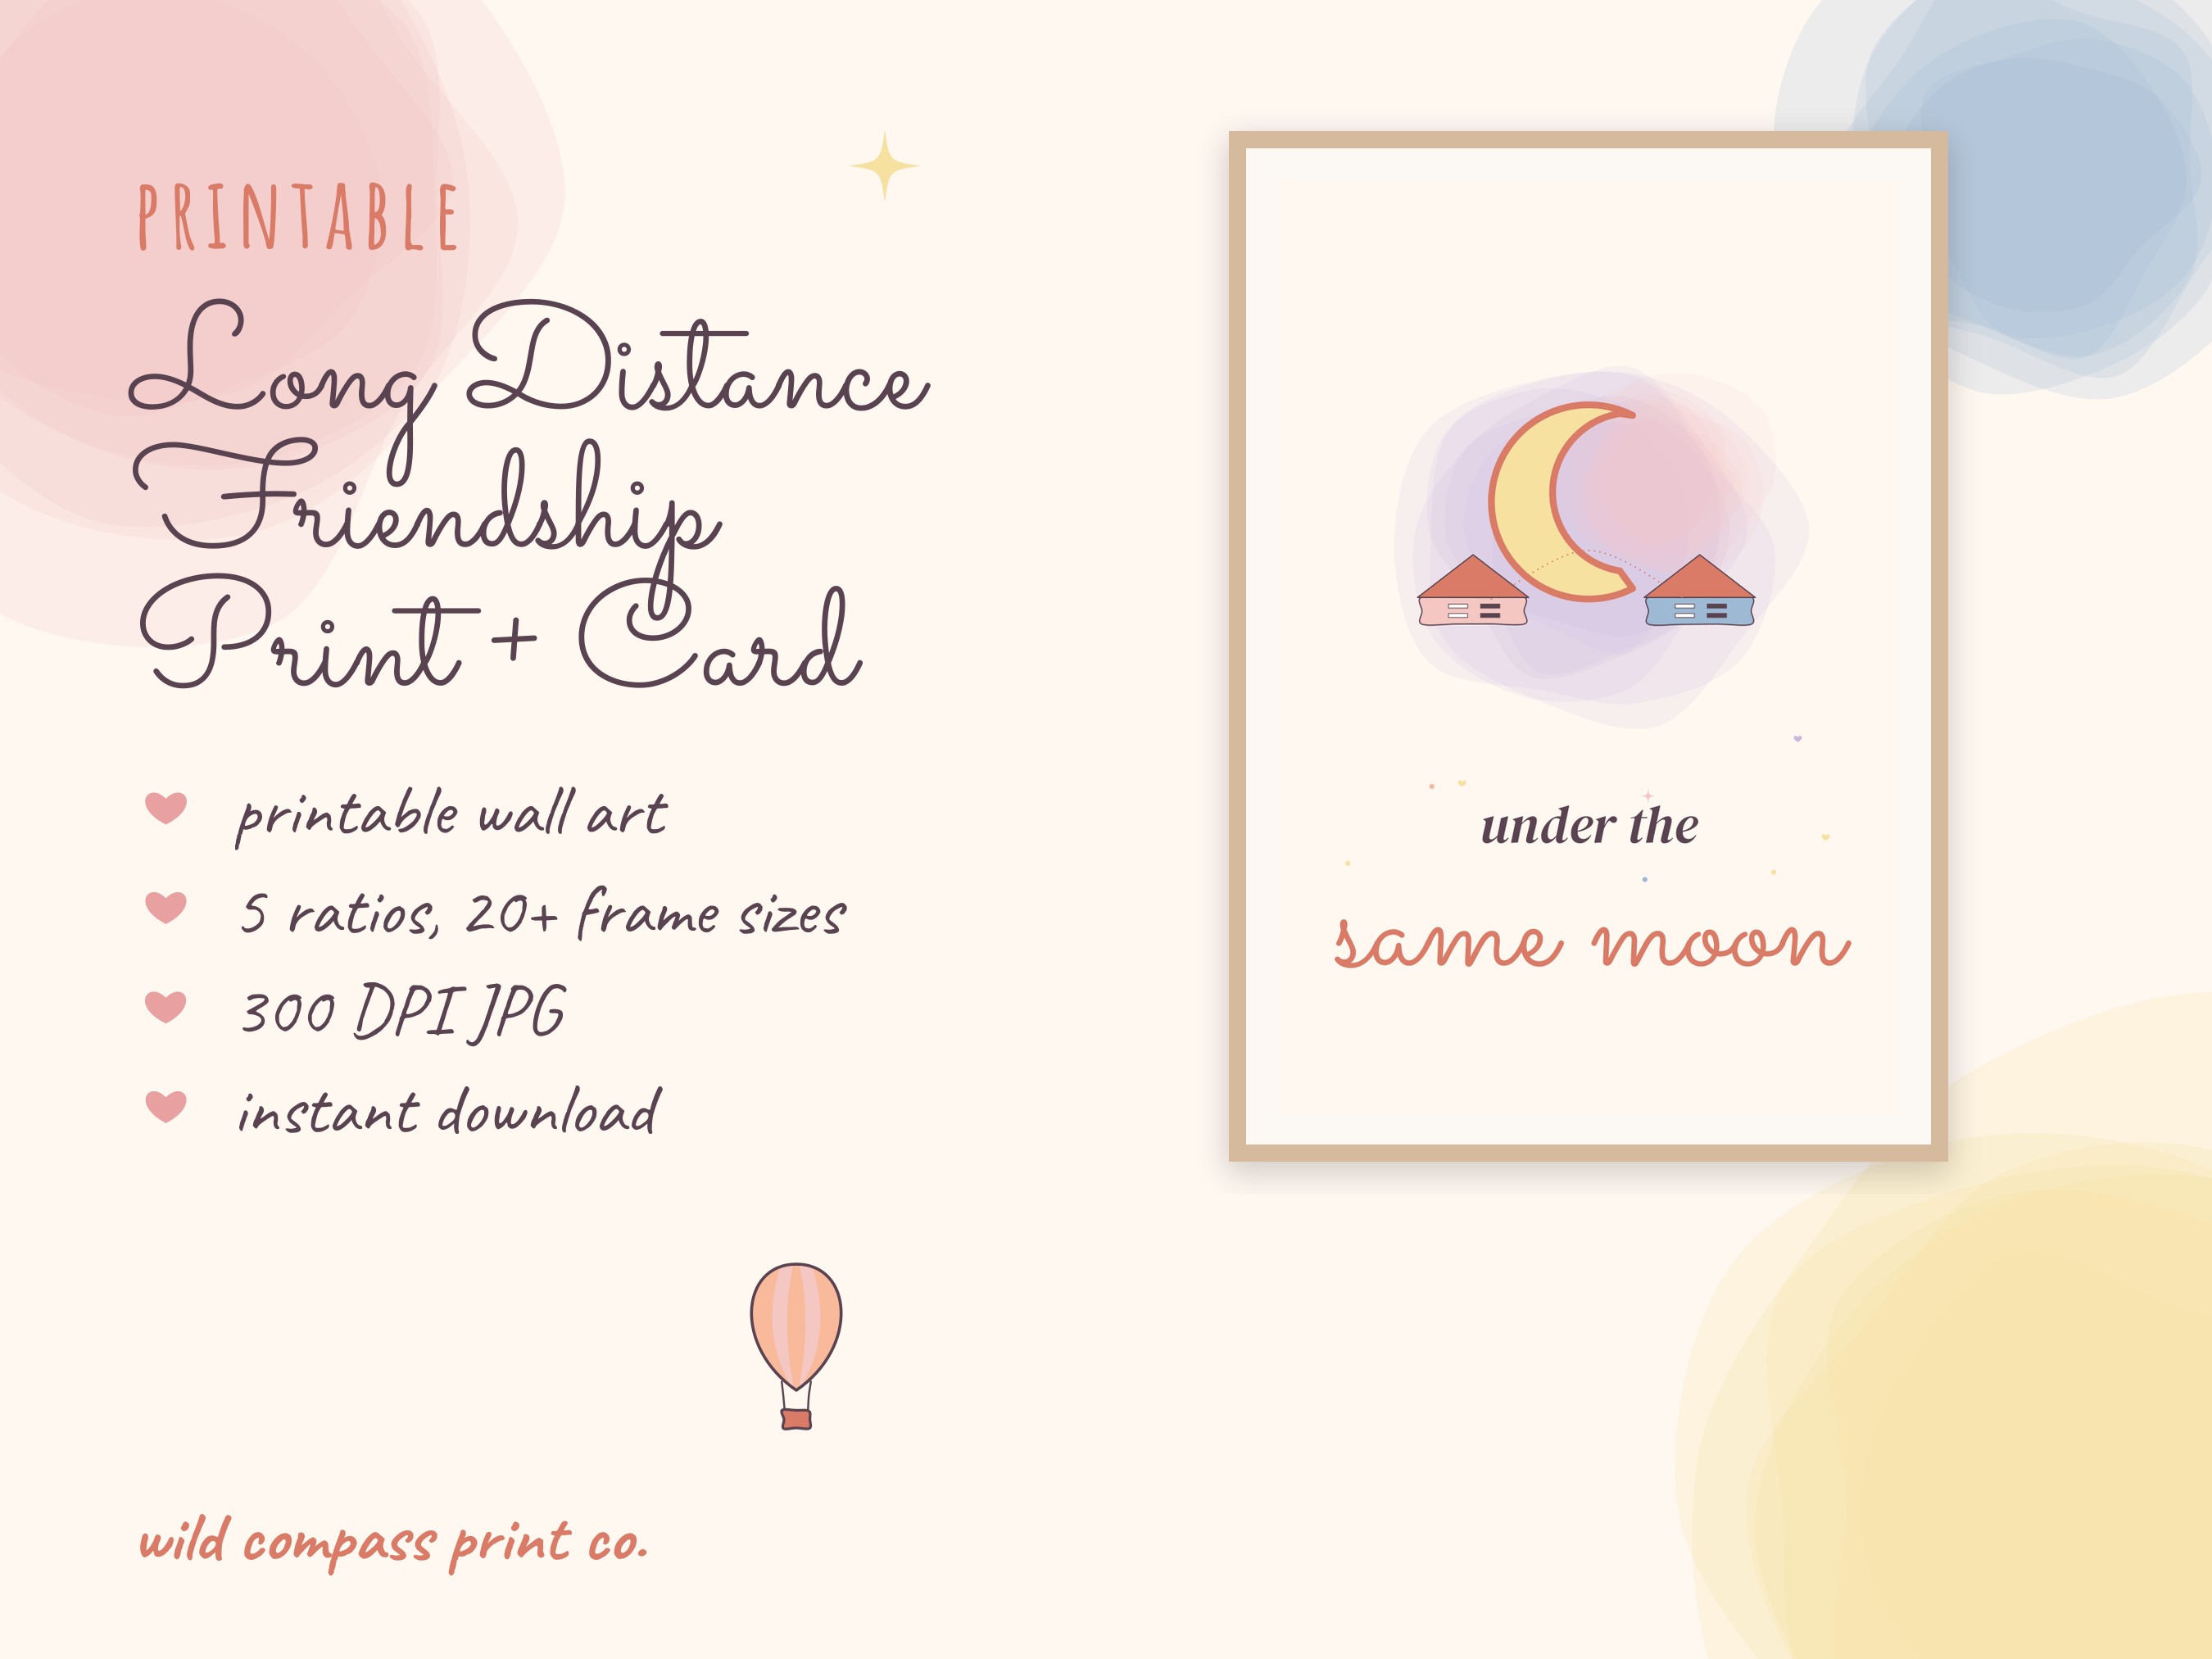 PRINTABLE
Long Distance
Friendship
Print + Card
printable wall art
5 ratios, 20+ frame sizes
300 DPI JPG
instant download
wild compass print co.
under the
same moon